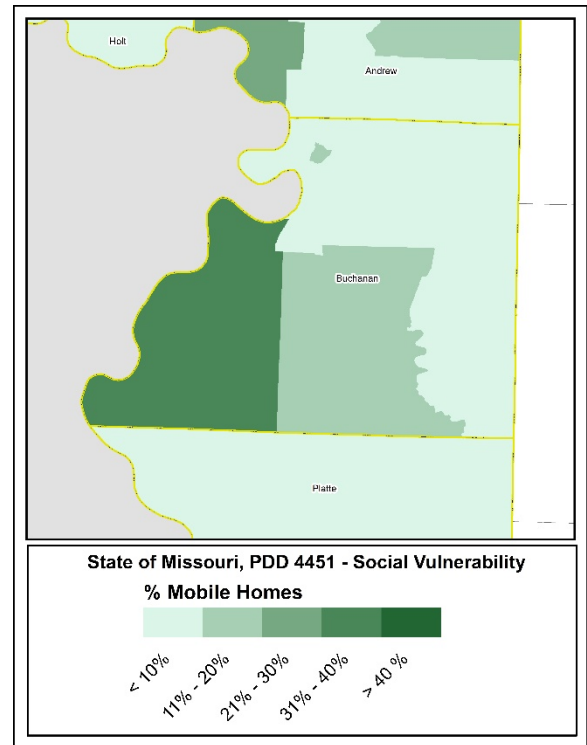 Holt
Andrew
Buchanan
Platte
State of Missouri, PDD 4451 - Social Vulnerability
% Mobile Homes
< 10%
11% - 20%
21% - 30%
31% - 40%
> 40 %